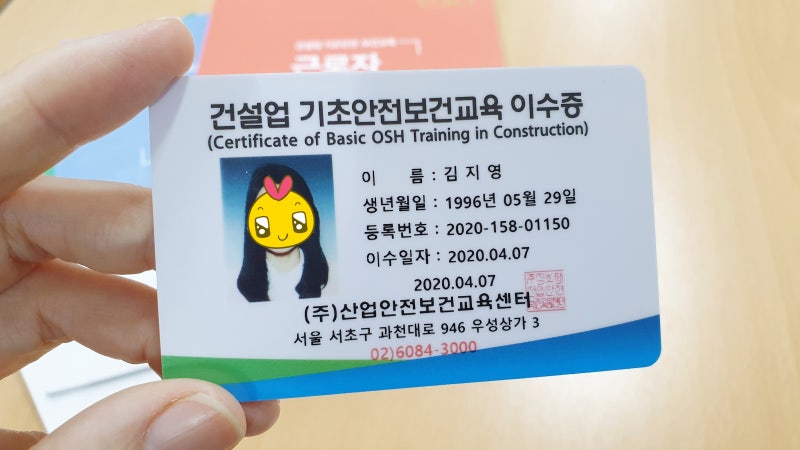 근로자
건설업 기초안전보건교육 이수증
(Certificate of Basic OSH Training in Construction)
이 름 : 김지영
생년월일 : 1996년 05월 29일
등록번호 : 2020-158-01150
이수일자 : 2020.04.07
2020.04.07
(주)산업안전보건교육센터
서울 서초구 과천대로 946 우성상가 3
02)6084-3000